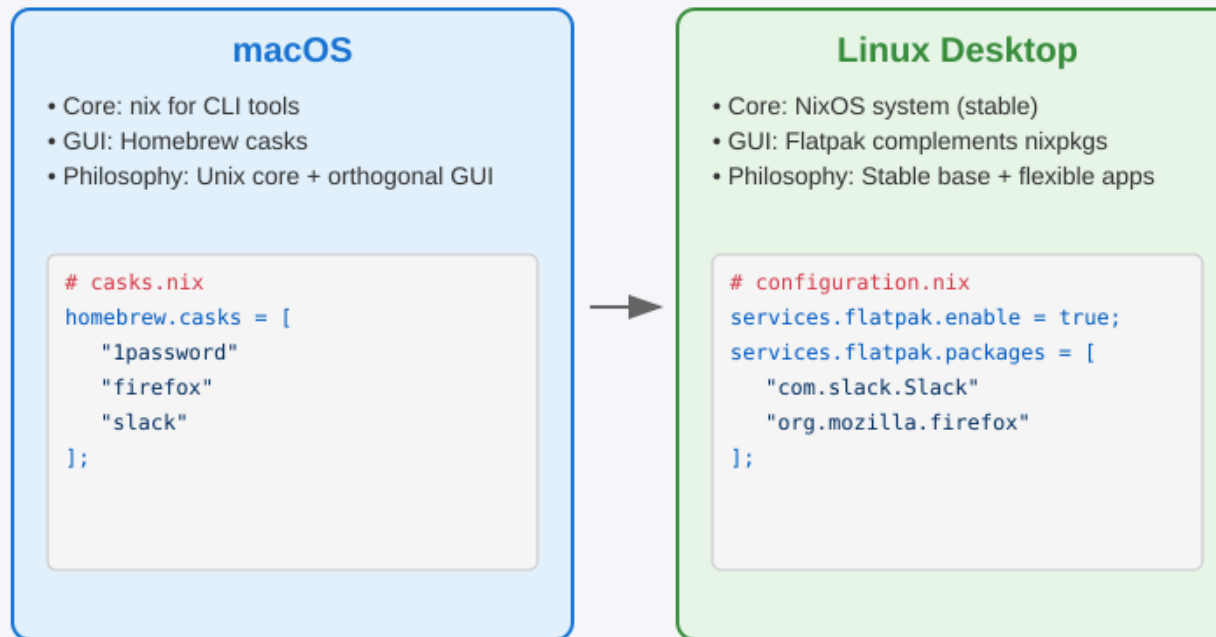 macOS
• Core: nix for CLI tools
• GUI: Homebrew casks
• Philosophy: Unix core + orthogonal GUI
# casks.nix
homebrew.casks = [
"1password"
"firefox"
"slack"
];
Linux Desktop
• Core: NixOS system (stable)
• GUI: Flatpak complements nixpkgs
• Philosophy: Stable base + flexible apps
# configuration.nix
services.flatpak.enable = true;
services.flatpak.packages = [
"com.slack.Slack"
"org.mozilla.firefox"
];